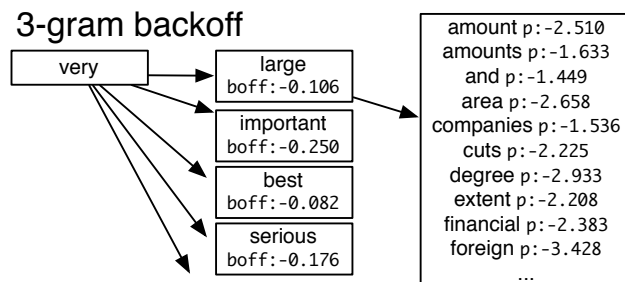 3-gram backoff
very
large
boff:-0.106
important
boff:-0.250
best
boff:-0.082
serious
boff:-0.176
amount p:-2.510
amounts p:-1.633
and p:-1.449
area p:-2.658
companies p:-1.536
cuts p:-2.225
degree p:-2.933
extent p:-2.208
financial p:-2.383
foreign p:-3.428
...